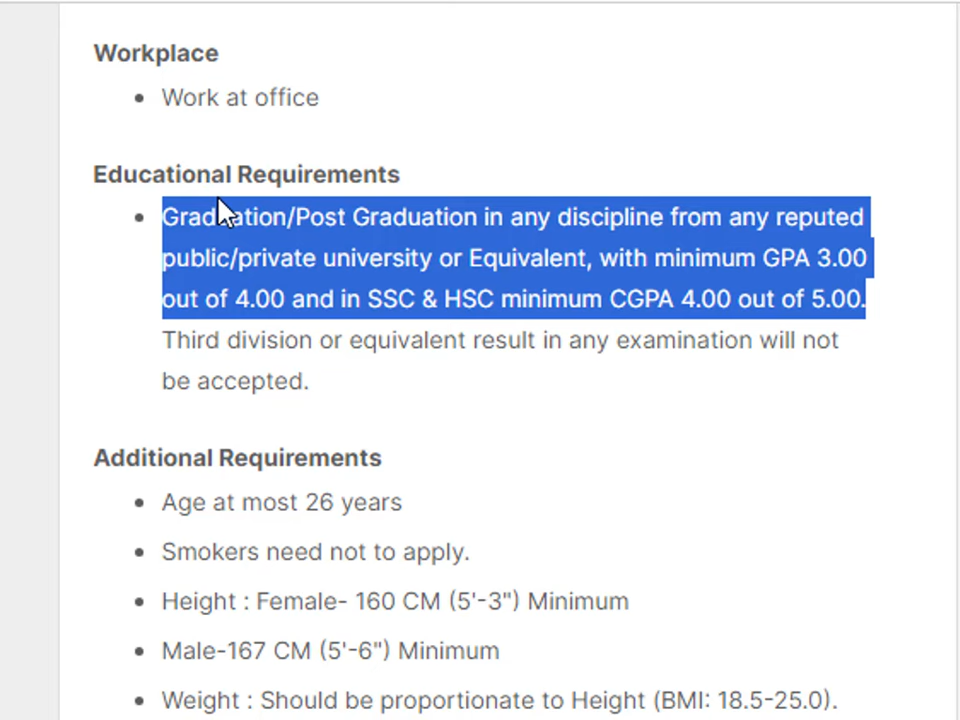 Workplace
Work at office
Educational Requirements
Graduation/Post Graduation in any discipline from any reputed
public/private university or Equivalent, with minimum GPA 3.00
out of 4.00 and in SSC & HSC minimum CGPA 4.00 out of 5.00.
Third division or equivalent result in any examination will not
be accepted.
Additional Requirements
Age at most 26 years
Smokers need not to apply.
Height : Female- 160 CM (5'-3") Minimum
Male-167 CM (5'-6") Minimum
Weight : Should be proportionate to Height (BMI: 18.5-25.0).